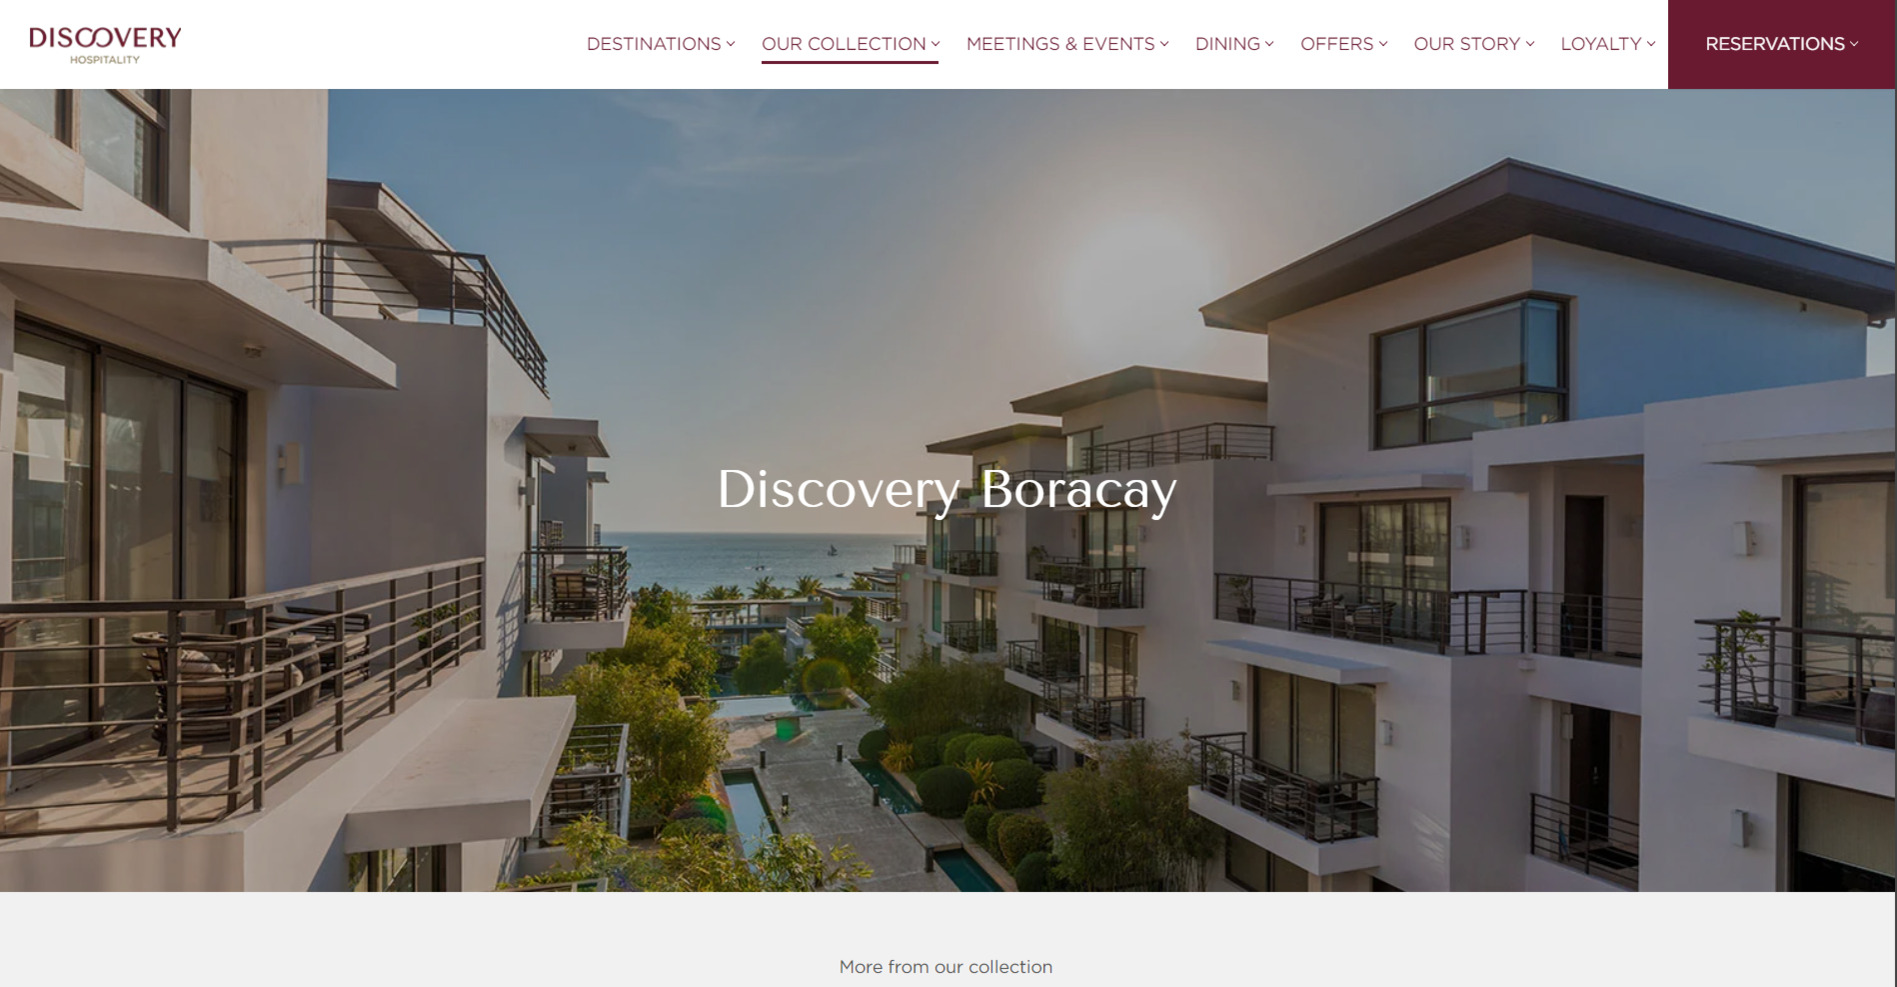 DISCOVERY
HOSPITALITY
DESTINATIONS
OUR COLLECTION
MEETINGS & EVENTS
DINING
OFFERS
OUR STORY
LOYALTY
RESERVATIONS
Discovery Boracay
More from our collection